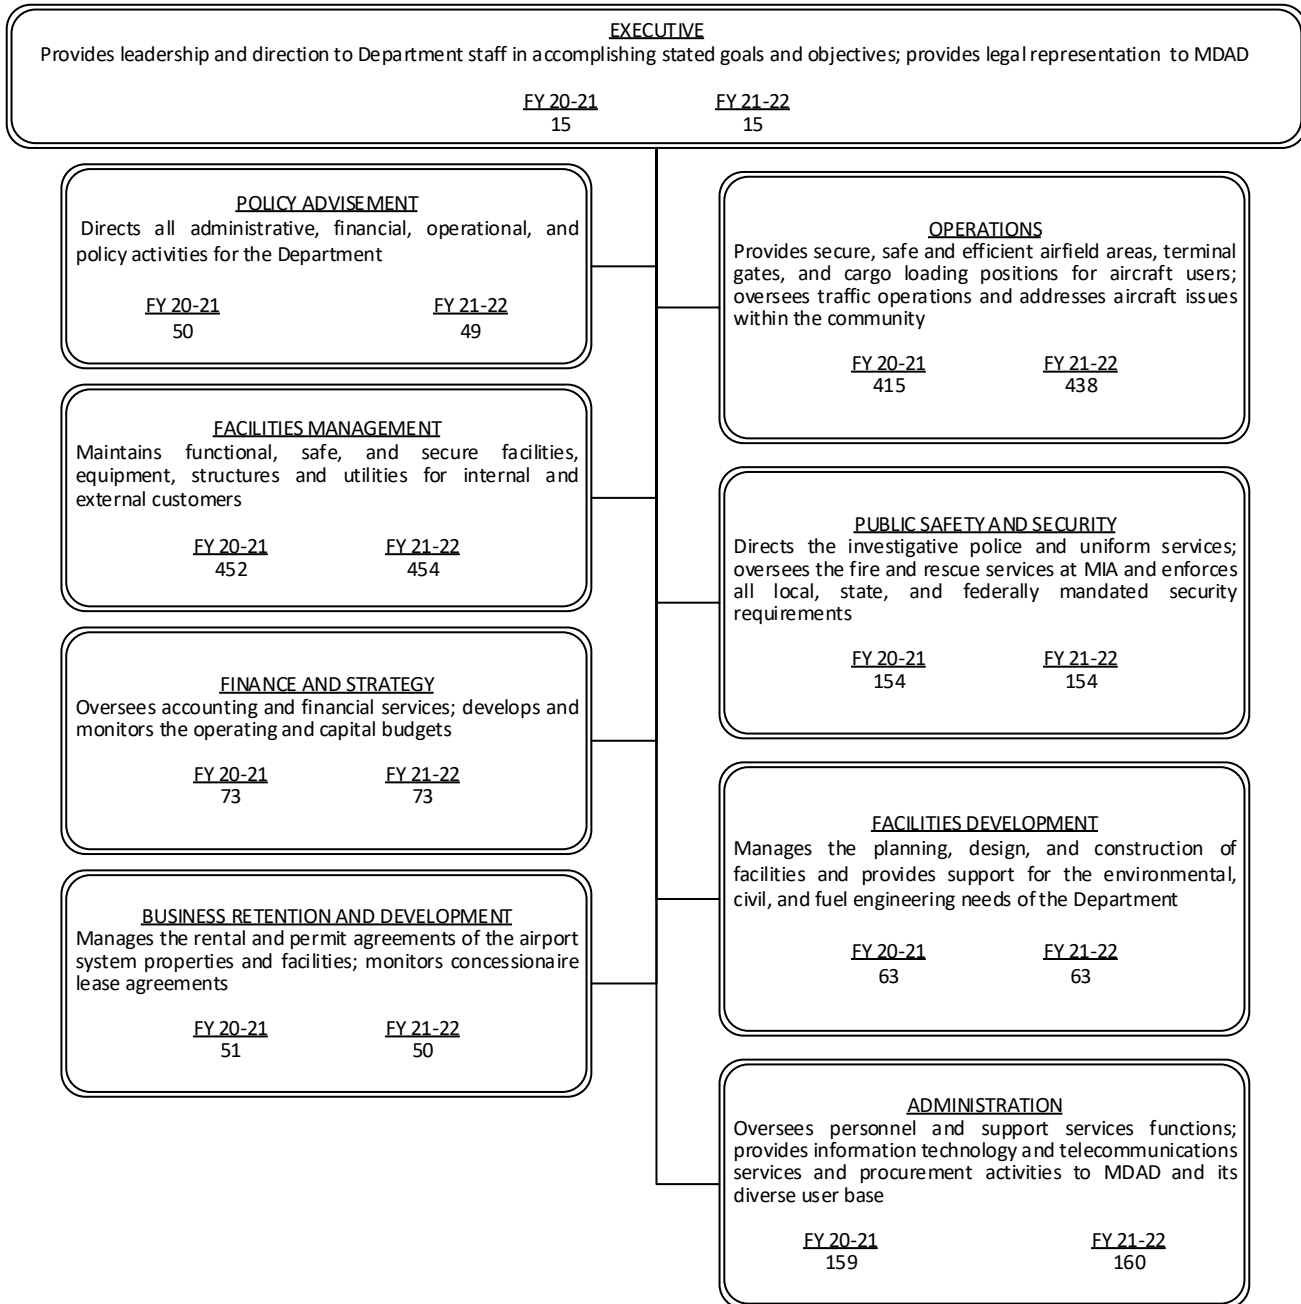 EXECUTIVE
Provides leadership and direction to Department staff in accomplishing stated goals and objectives; provides legal representation to MDAD
FY 20-21 FY 21-22
15 15
POLICY ADVISEMENT
Directs all administrative, financial, operational, and
policy activities for the Department
FY 20-21 FY 21-22
50 49
OPERATIONS
Provides secure, safe and efficient airfield areas, terminal
gates, and cargo loading positions for aircraft users;
oversees traffic operations and addresses aircraft issues
within the community
FY 20-21 FY 21-22
415 438
FACILITIES MANAGEMENT
Maintains functional, safe, and secure facilities,
equipment, structures and utilities for internal and
external customers
FY 20-21 FY 21-22
452 454
PUBLIC SAFETY AND SECURITY
Directs the investigative police and uniform services;
oversees the fire and rescue services at MIA and enforces
all local, state, and federally mandated security
requirements
FY 20-21 FY 21-22
154 154
FINANCE AND STRATEGY
Oversees accounting and financial services; develops and
monitors the operating and capital budgets
FY 20-21 FY 21-22
73 73
FACILITIES DEVELOPMENT
Manages the planning, design, and construction of
facilities and provides support for the environmental,
civil, and fuel engineering needs of the Department
FY 20-21 FY 21-22
63 63
BUSINESS RETENTION AND DEVELOPMENT
Manages the rental and permit agreements of the airport
system properties and facilities; monitors concessionaire
lease agreements
FY 20-21 FY 21-22
51 50
ADMINISTRATION
Oversees personnel and support services functions;
provides information technology and telecommunications
services and procurement activities to MDAD and its
diverse user base
FY 20-21 FY 21-22
159 160